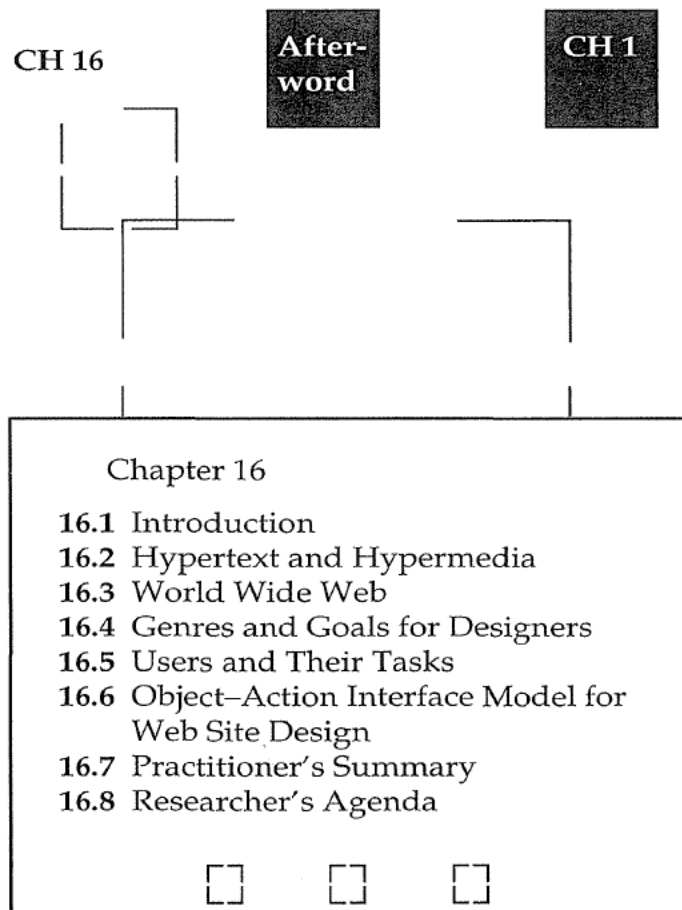 CH 16
After-
word
CH 1
Chapter 16
16.1 Introduction
16.2 Hypertext and Hypermedia
16.3 World Wide Web
16.4 Genres and Goals for Designers
16.5 Users and Their Tasks
16.6 Object–Action Interface Model for
Web Site Design
16.7 Practitioner's Summary
16.8 Researcher's Agenda